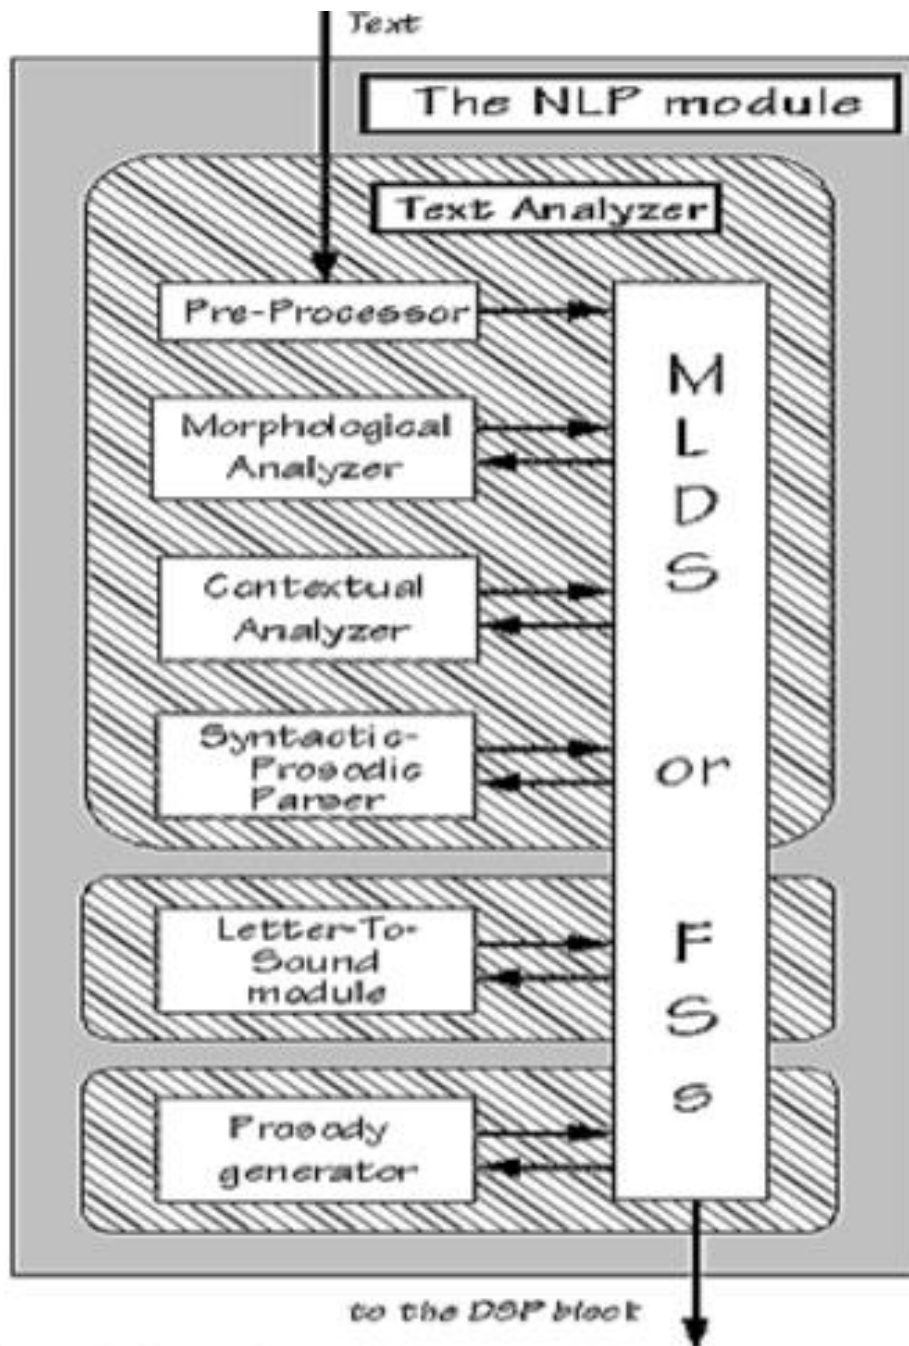 Text
The NLP module
Text Analyzer
Pre-Processor
Morphological
Analyzer
Contextual
Analyzer
Syntactic-
Prosodic
Parser
Letter-To-
Sound
module
Prosody
generator
M
L
D
S
or
F
S
s
to the DSP block